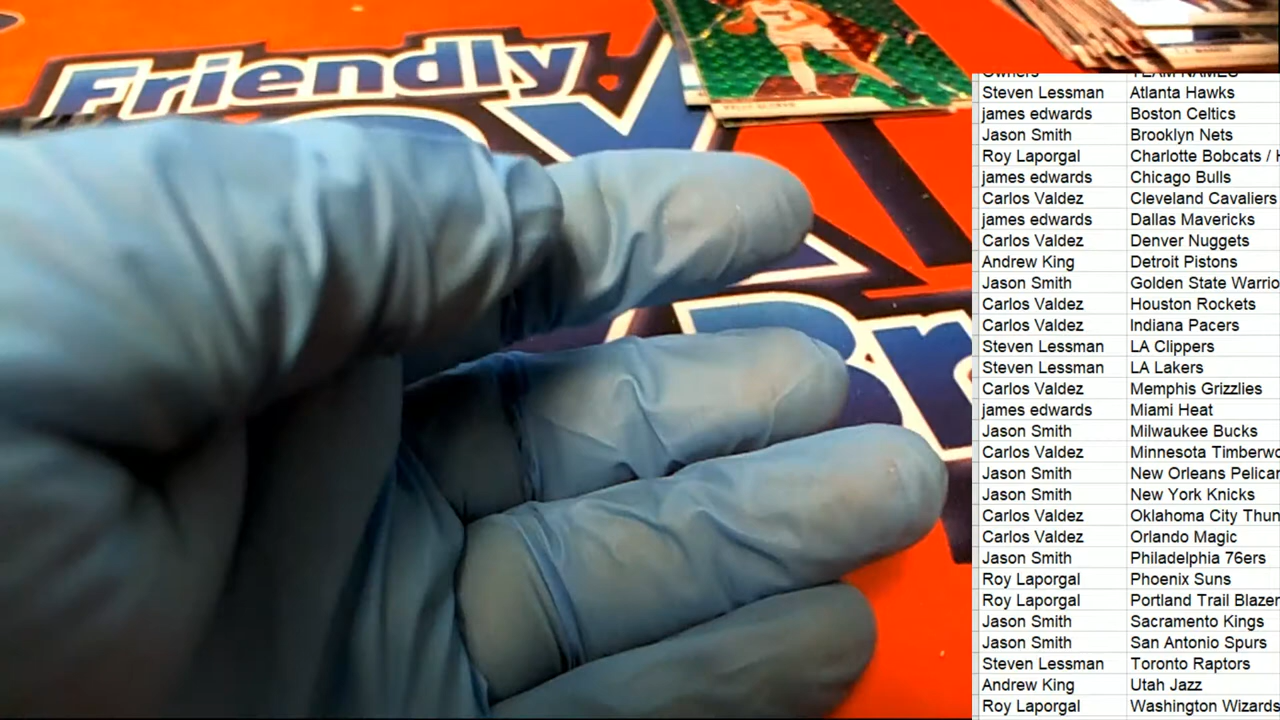 Friendly
Owners TEAM NAMES
Steven Lessman Atlanta Hawks
james edwards Boston Celtics
Jason Smith Brooklyn Nets
Roy Laporgal Charlotte Bobcats /
james edwards Chicago Bulls
Carlos Valdez Cleveland Cavaliers
james edwards Dallas Mavericks
Carlos Valdez Denver Nuggets
Andrew King Detroit Pistons
Jason Smith Golden State Warrio
Carlos Valdez Houston Rockets
Carlos Valdez Indiana Pacers
Steven Lessman LA Clippers
Steven Lessman LA Lakers
Carlos Valdez Memphis Grizzlies
james edwards Miami Heat
Jason Smith Milwaukee Bucks
Carlos Valdez Minnesota Timberwo
Jason Smith New Orleans Pelican
Jason Smith New York Knicks
Carlos Valdez Oklahoma City Thun
Carlos Valdez Orlando Magic
Jason Smith Philadelphia 76ers
Roy Laporgal Phoenix Suns
Roy Laporgal Portland Trail Blazer
Jason Smith Sacramento Kings
Jason Smith San Antonio Spurs
Steven Lessman Toronto Raptors
Andrew King Utah Jazz
Roy Laporgal Washington Wizards